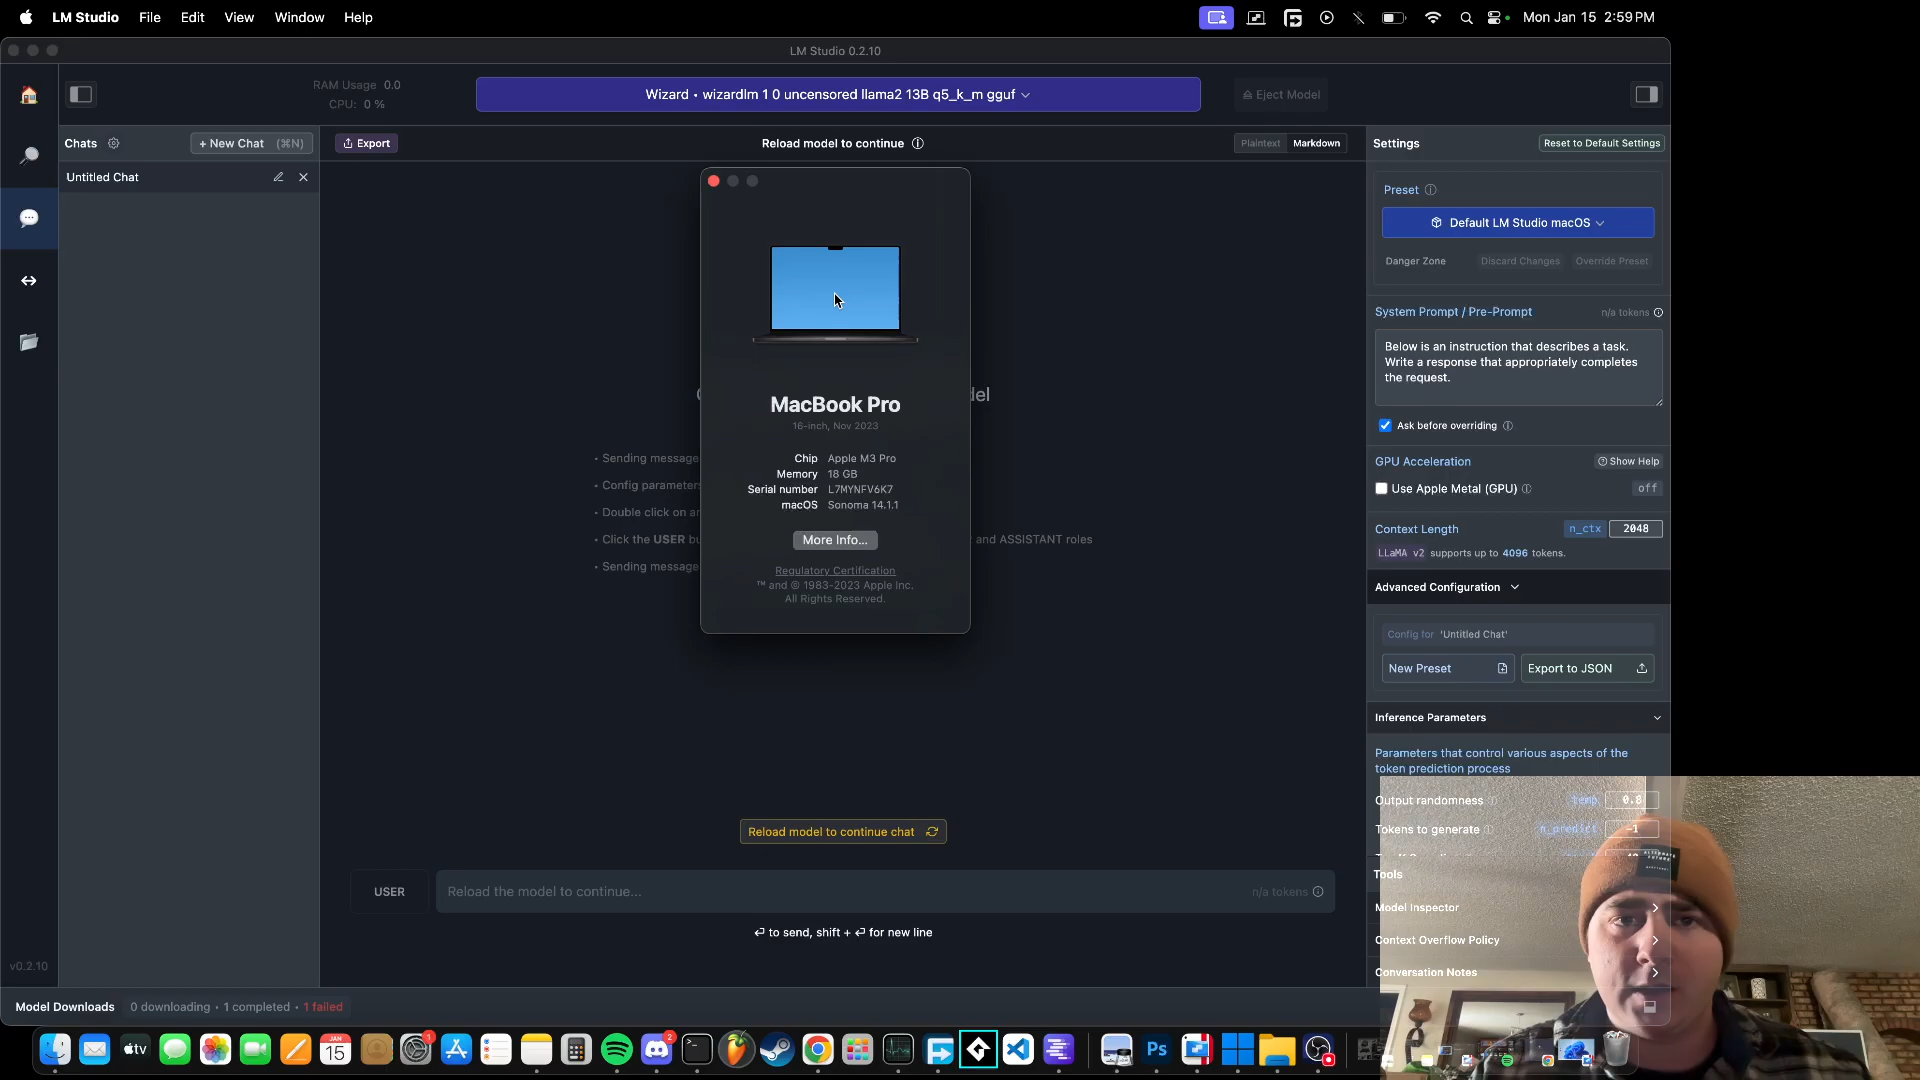 LM Studio File Edit View Window Help
Mon Jan 15 2:59 PM
LM Studio 0.2.10
RAM Usage 0.0
CPU: 0 %
Wizard • wizardlm 1 0 uncensored llama2 13B q5_k_m gguf
Eject Model
Chats
+ New Chat (⌘N)
Export
Reload model to continue
Plaintext Markdown
Settings
Reset to Default Settings
Untitled Chat
Preset
Default LM Studio macOS
Danger Zone Discard Changes Override Preset
System Prompt / Pre-Prompt n/a tokens
Below is an instruction that describes a task.
Write a response that appropriately completes
the request.
Ask before overriding
GPU Acceleration Show Help
Use Apple Metal (GPU) off
Context Length n_ctx 2048
LLaMA v2 supports up to 4096 tokens.
Advanced Configuration
Config for 'Untitled Chat'
New Preset Export to JSON
Inference Parameters
Parameters that control various aspects of the
token prediction process
Output randomness temp 0.8
Tokens to generate n_predict -1
Tools
Model Inspector
Context Overflow Policy
Conversation Notes
MacBook Pro
16-inch, Nov 2023
Chip Apple M3 Pro
Memory 18 GB
Serial number L7MYNFV6K7
macOS Sonoma 14.1.1
More Info...
Regulatory Certification
™ and © 1983-2023 Apple Inc.
All Rights Reserved.
• Sending message
• Config parameters
• Double click on
• Click the USER
and ASSISTANT roles
• Sending message
Reload model to continue chat
USER
Reload the model to continue...
n/a tokens
⏎ to send, shift + ⏎ for new line
v0.2.10
Model Downloads 0 downloading • 1 completed • 1 failed
tv
JAN
15
1
2
Ps
ALTERNATE
FUTURE